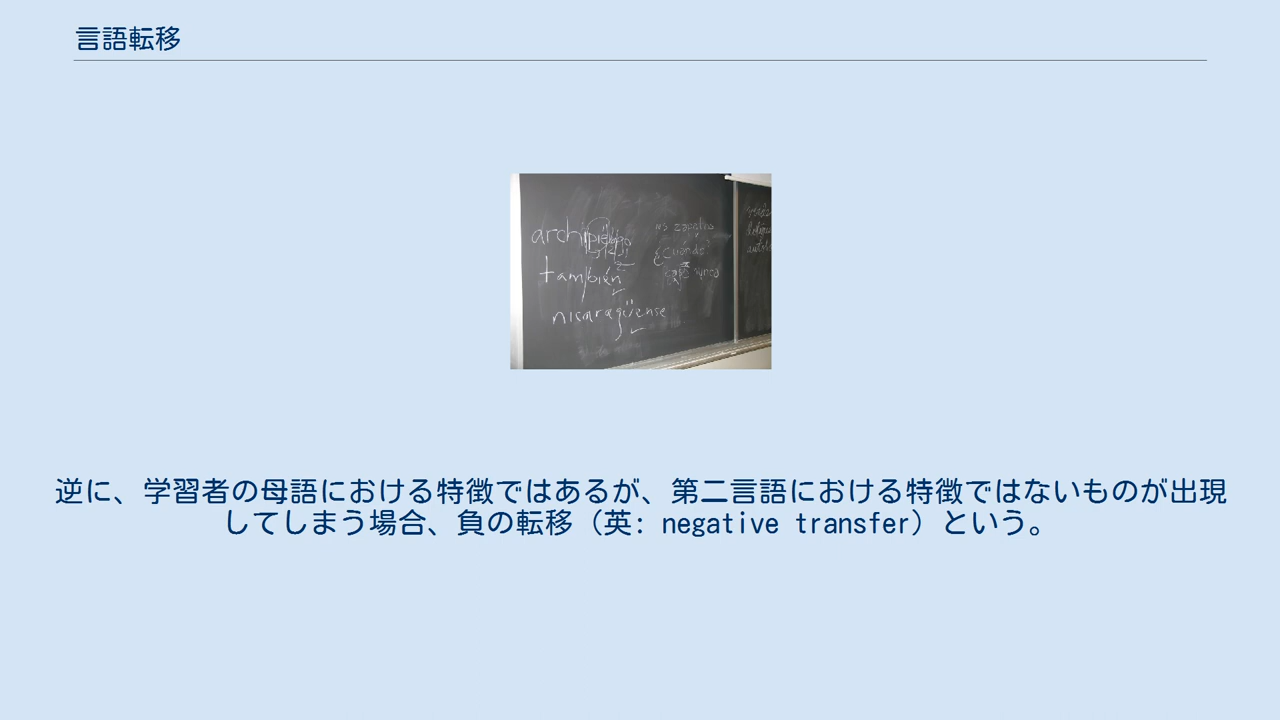 言語転移
archipiélago
también
nicaragüense
¿cuándo?
逆に、学習者の母語における特徴ではあるが、第二言語における特徴ではないものが出現
してしまう場合、負の転移（英: negative transfer）という。